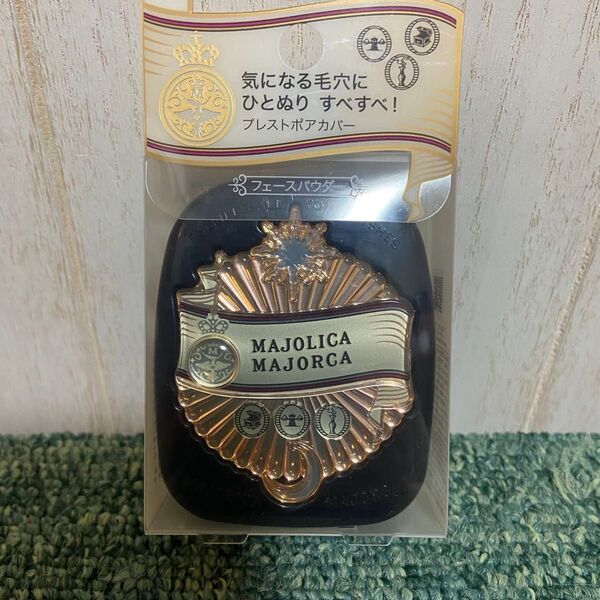 気になる毛穴に
ひとぬり すべすべ！
プレストポアカバー
フェースパウダー
MAJOLICA
MAJORCA
M